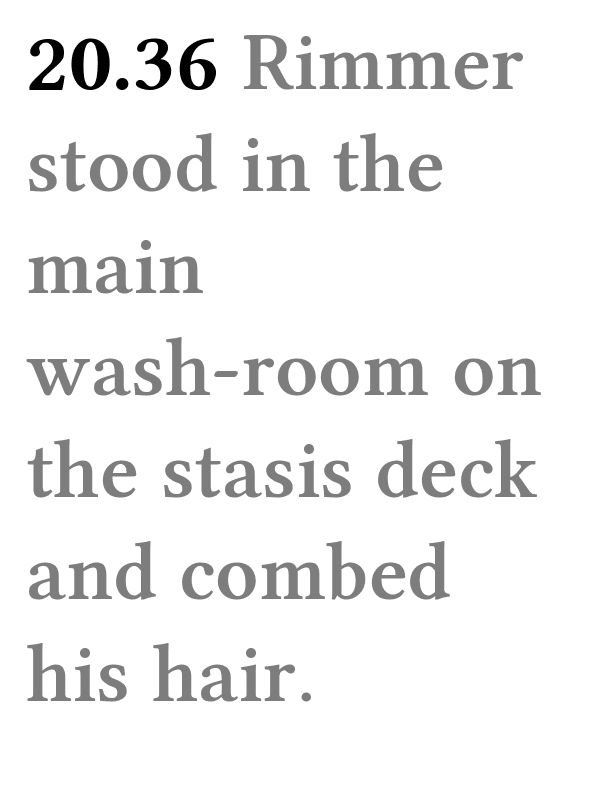 20.36 Rimmer
stood in the
main
wash-room on
the stasis deck
and combed
his hair.